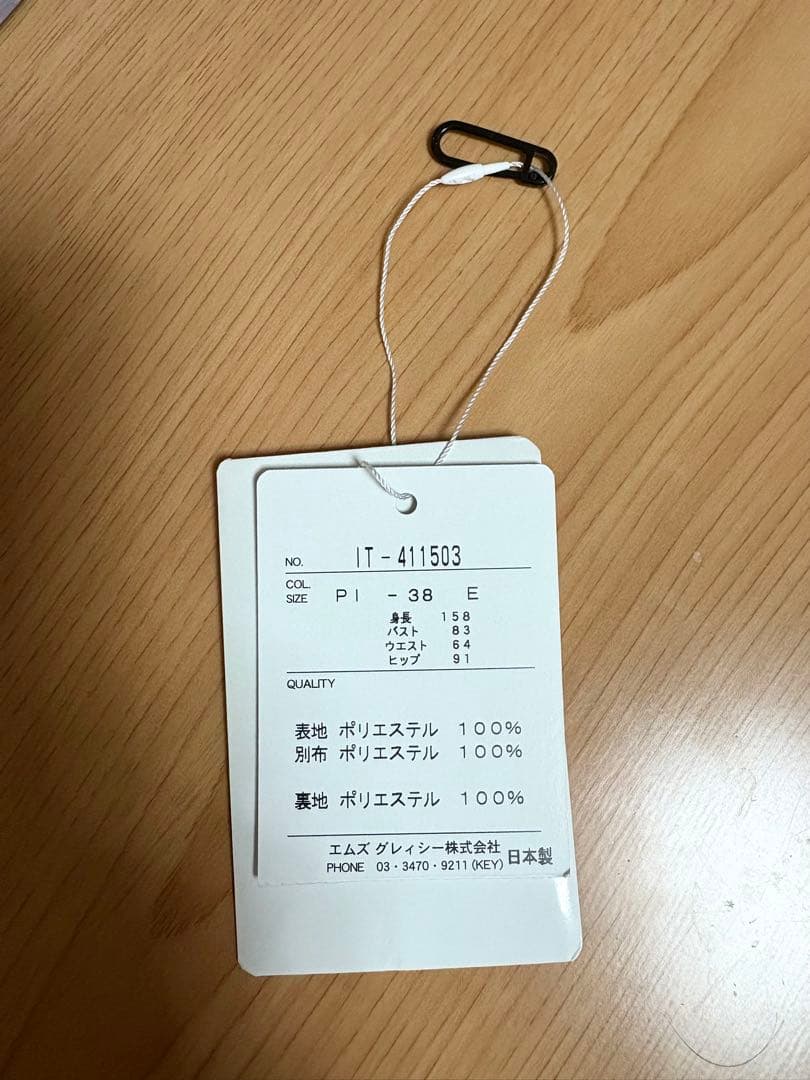 NO. IT-411503
COL.
SIZE PI -38 E
身長 158
バスト 83
ウエスト 64
ヒップ 91
QUALITY
表地 ポリエステル 100%
別布 ポリエステル 100%
裏地 ポリエステル 100%
エムズ グレィシー株式会社
PHONE 03・3470・9211(KEY) 日本製